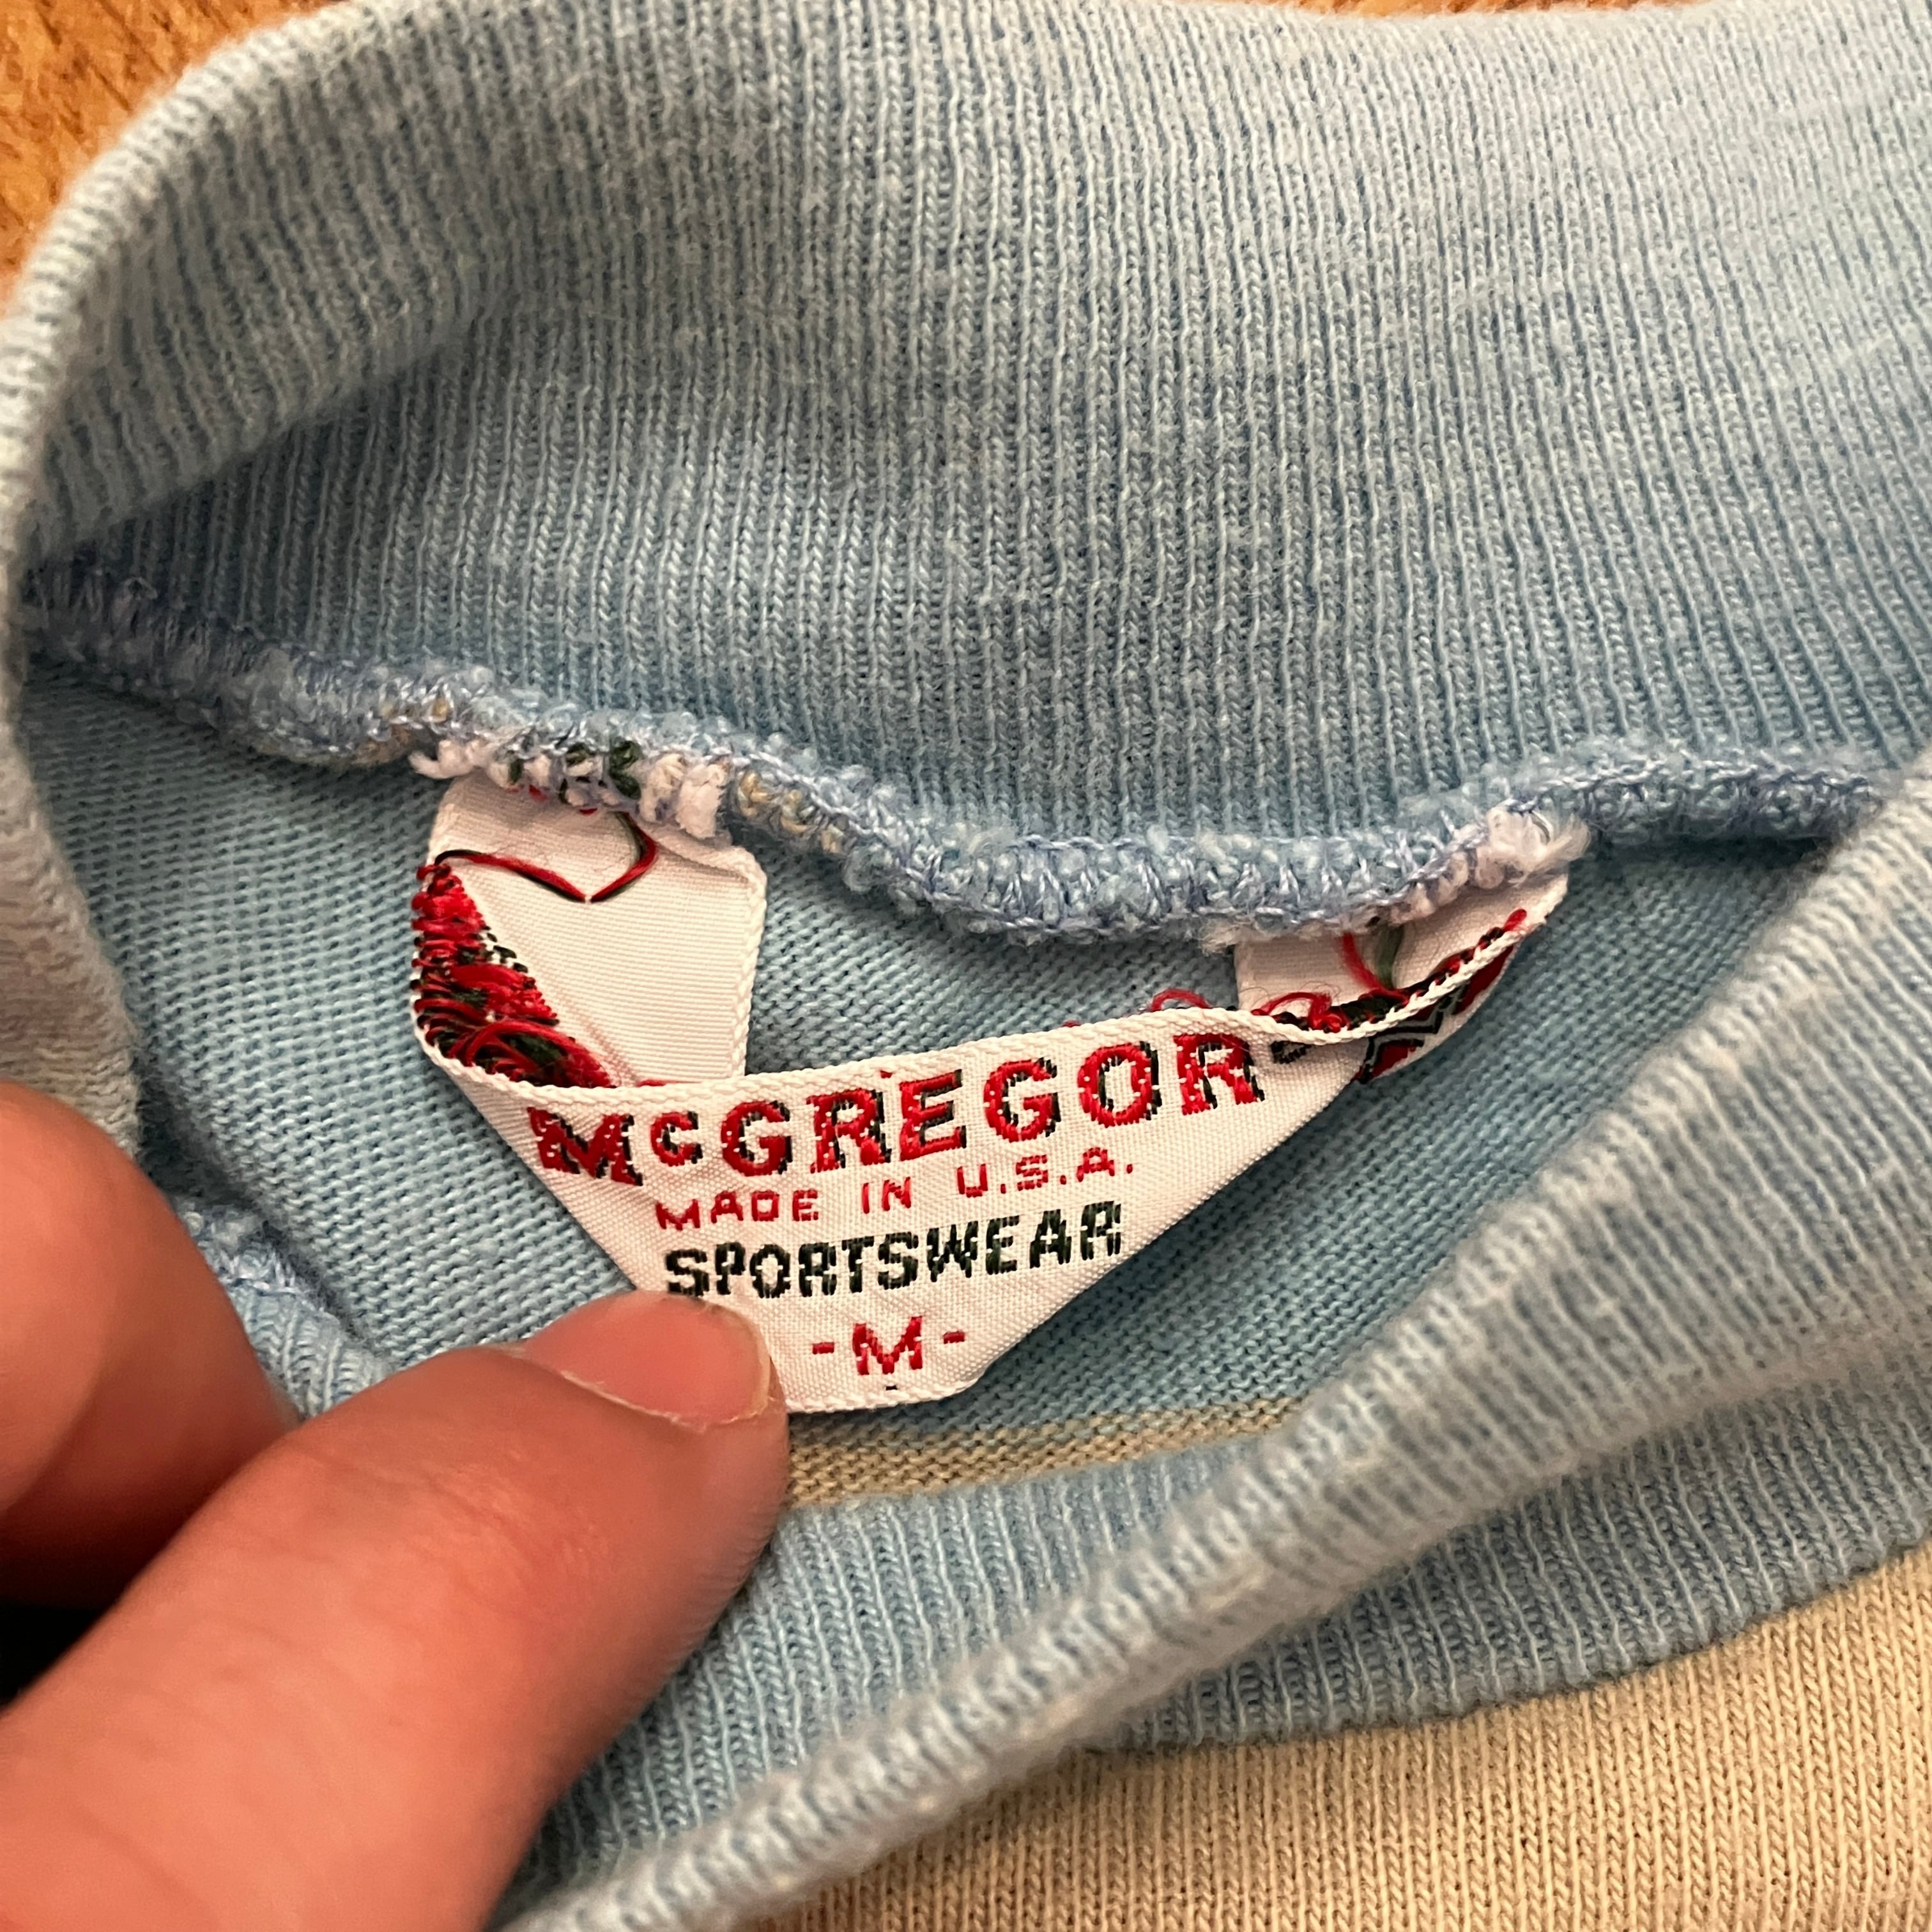 McGREGOR
MADE IN U.S.A.
SPORTSWEAR
-M-